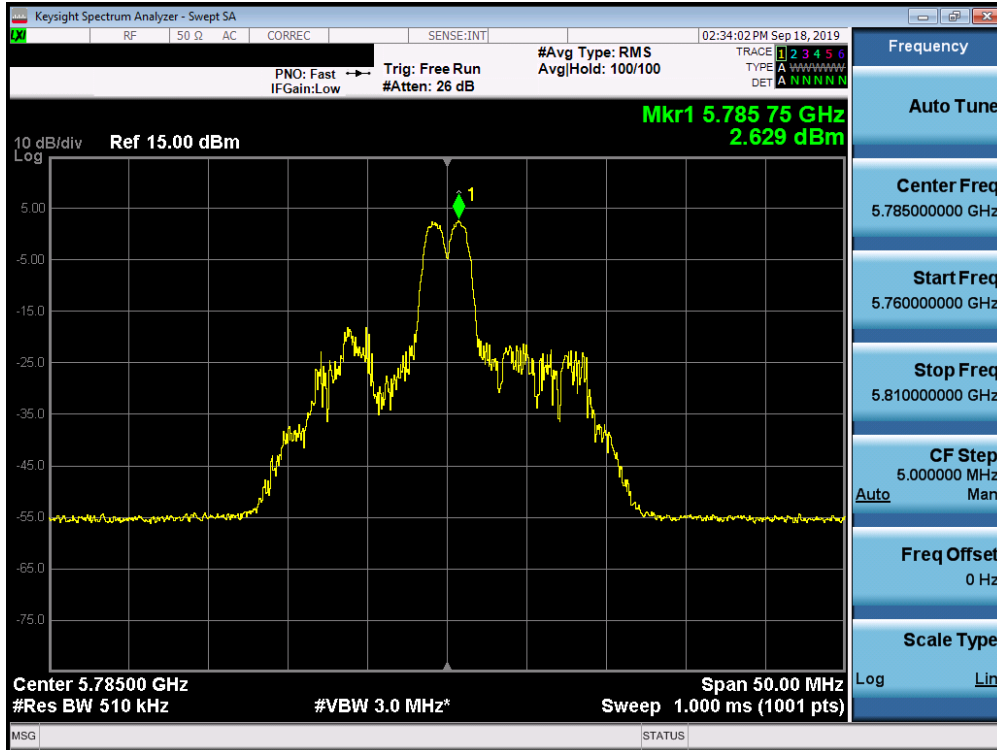 Keysight Spectrum Analyzer - Swept SA
LXI RF 50 Ω AC CORREC SENSE:INT 02:34:02 PM Sep 18, 2019
PNO: Fast
IFGain:Low
Trig: Free Run
#Atten: 26 dB
#Avg Type: RMS
Avg|Hold: 100/100
TRACE 1 2 3 4 5 6
TYPE A WWWWW
DET A N N N N N
Mkr1 5.785 75 GHz
2.629 dBm
10 dB/div Ref 15.00 dBm
Log
1
5.00
-5.00
-15.0
-25.0
-35.0
-45.0
-55.0
-65.0
-75.0
Center 5.78500 GHz Span 50.00 MHz
#Res BW 510 kHz #VBW 3.0 MHz* Sweep 1.000 ms (1001 pts)
MSG STATUS
Frequency
Auto Tune
Center Freq
5.785000000 GHz
Start Freq
5.760000000 GHz
Stop Freq
5.810000000 GHz
CF Step
5.000000 MHz
Auto Man
Freq Offset
0 Hz
Scale Type
Log Lin